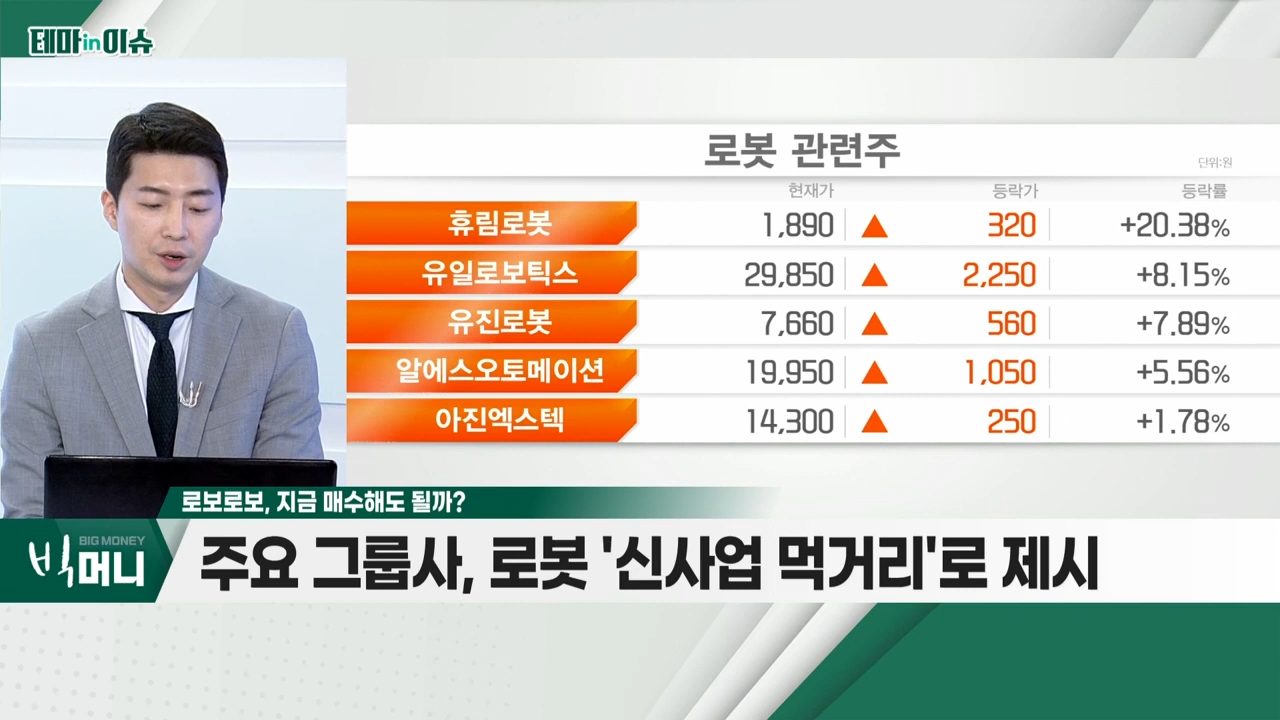 테마in이슈
로봇 관련주
단위:원
현재가 등락가 등락률
휴림로봇 1,890 ▲ 320 +20.38%
유일로보틱스 29,850 ▲ 2,250 +8.15%
유진로봇 7,660 ▲ 560 +7.89%
알에스오토메이션 19,950 ▲ 1,050 +5.56%
아진엑스텍 14,300 ▲ 250 +1.78%
로보로보, 지금 매수해도 될까?
BIG MONEY
빅머니
주요 그룹사, 로봇 '신사업 먹거리'로 제시